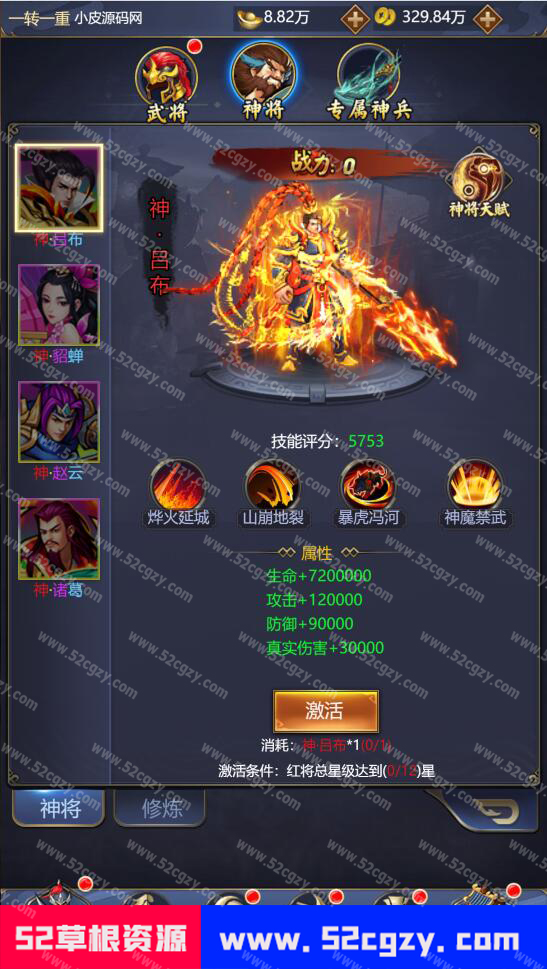 一转一重 小皮源码网 8.82万 329.84万
武将 神将 专属神兵
战力: 0
神将天赋
神·吕布
神·吕布
神·貂蝉
神·赵云
神·诸葛
技能评分: 5753
烨火延城 山崩地裂 暴虎冯河 神魔禁武
属性
生命+7200000
攻击+120000
防御+90000
真实伤害+30000
激活
消耗: 神·吕布*1(0/1)
激活条件: 红将总星级达到(0/12)星
神将 修炼
www.52cgzy.com
52草根资源 www.52cgzy.com